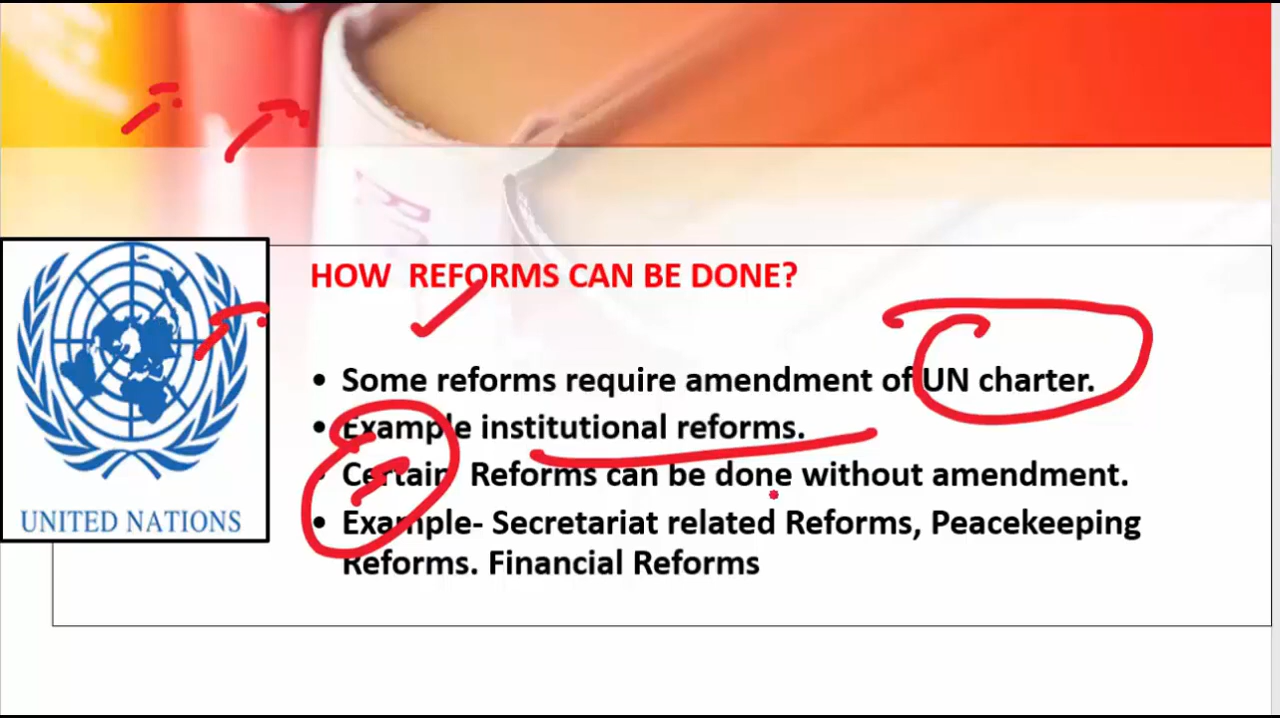 HOW REFORMS CAN BE DONE?
• Some reforms require amendment of UN charter.
• Example institutional reforms.
• Certain Reforms can be done without amendment.
• Example- Secretariat related Reforms, Peacekeeping
Reforms. Financial Reforms
UNITED NATIONS